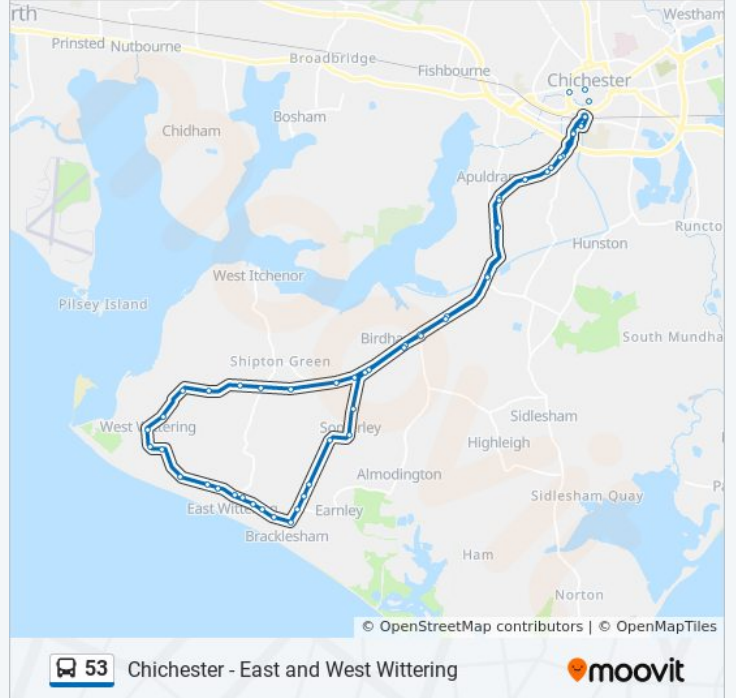 rth
Westham
Prinsted Nutbourne
Broadbridge
Fishbourne
Chichester
Bosham
Chidham
Apuldram
Runcto
Hunston
West Itchenor
Pilsey Island
Birdha
South Mundha
Shipton Green
West Wittering
Sidlesham
Somerley
Highleigh
Almodington
Sidlesham Quay
East Wittering
Earnley
Bracklesham
Ham
Norton
© OpenStreetMap contributors | © OpenMapTiles
53 Chichester - East and West Wittering
moovit